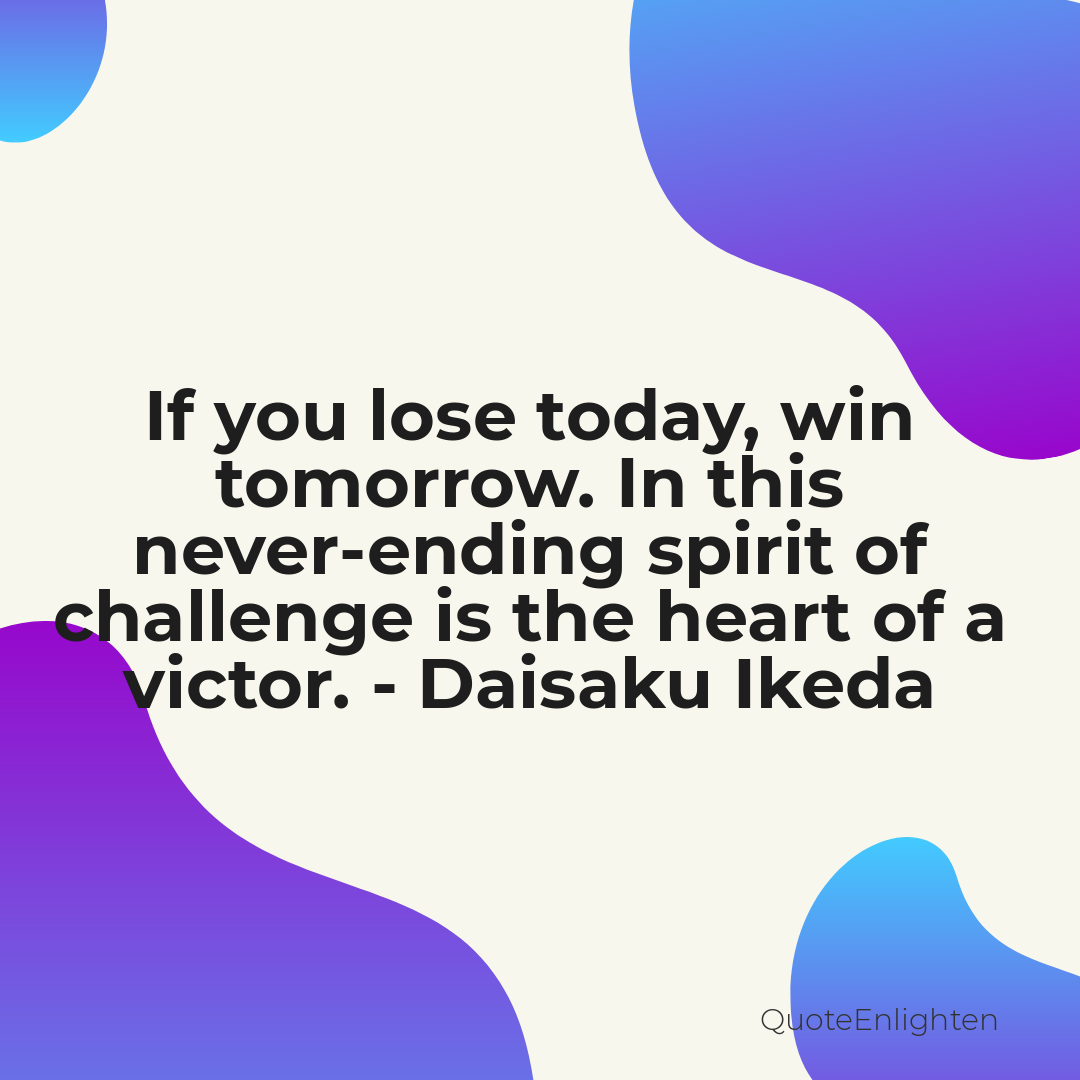 If you lose today, win
tomorrow. In this
never-ending spirit of
challenge is the heart of a
victor. - Daisaku Ikeda
QuoteEnlighten